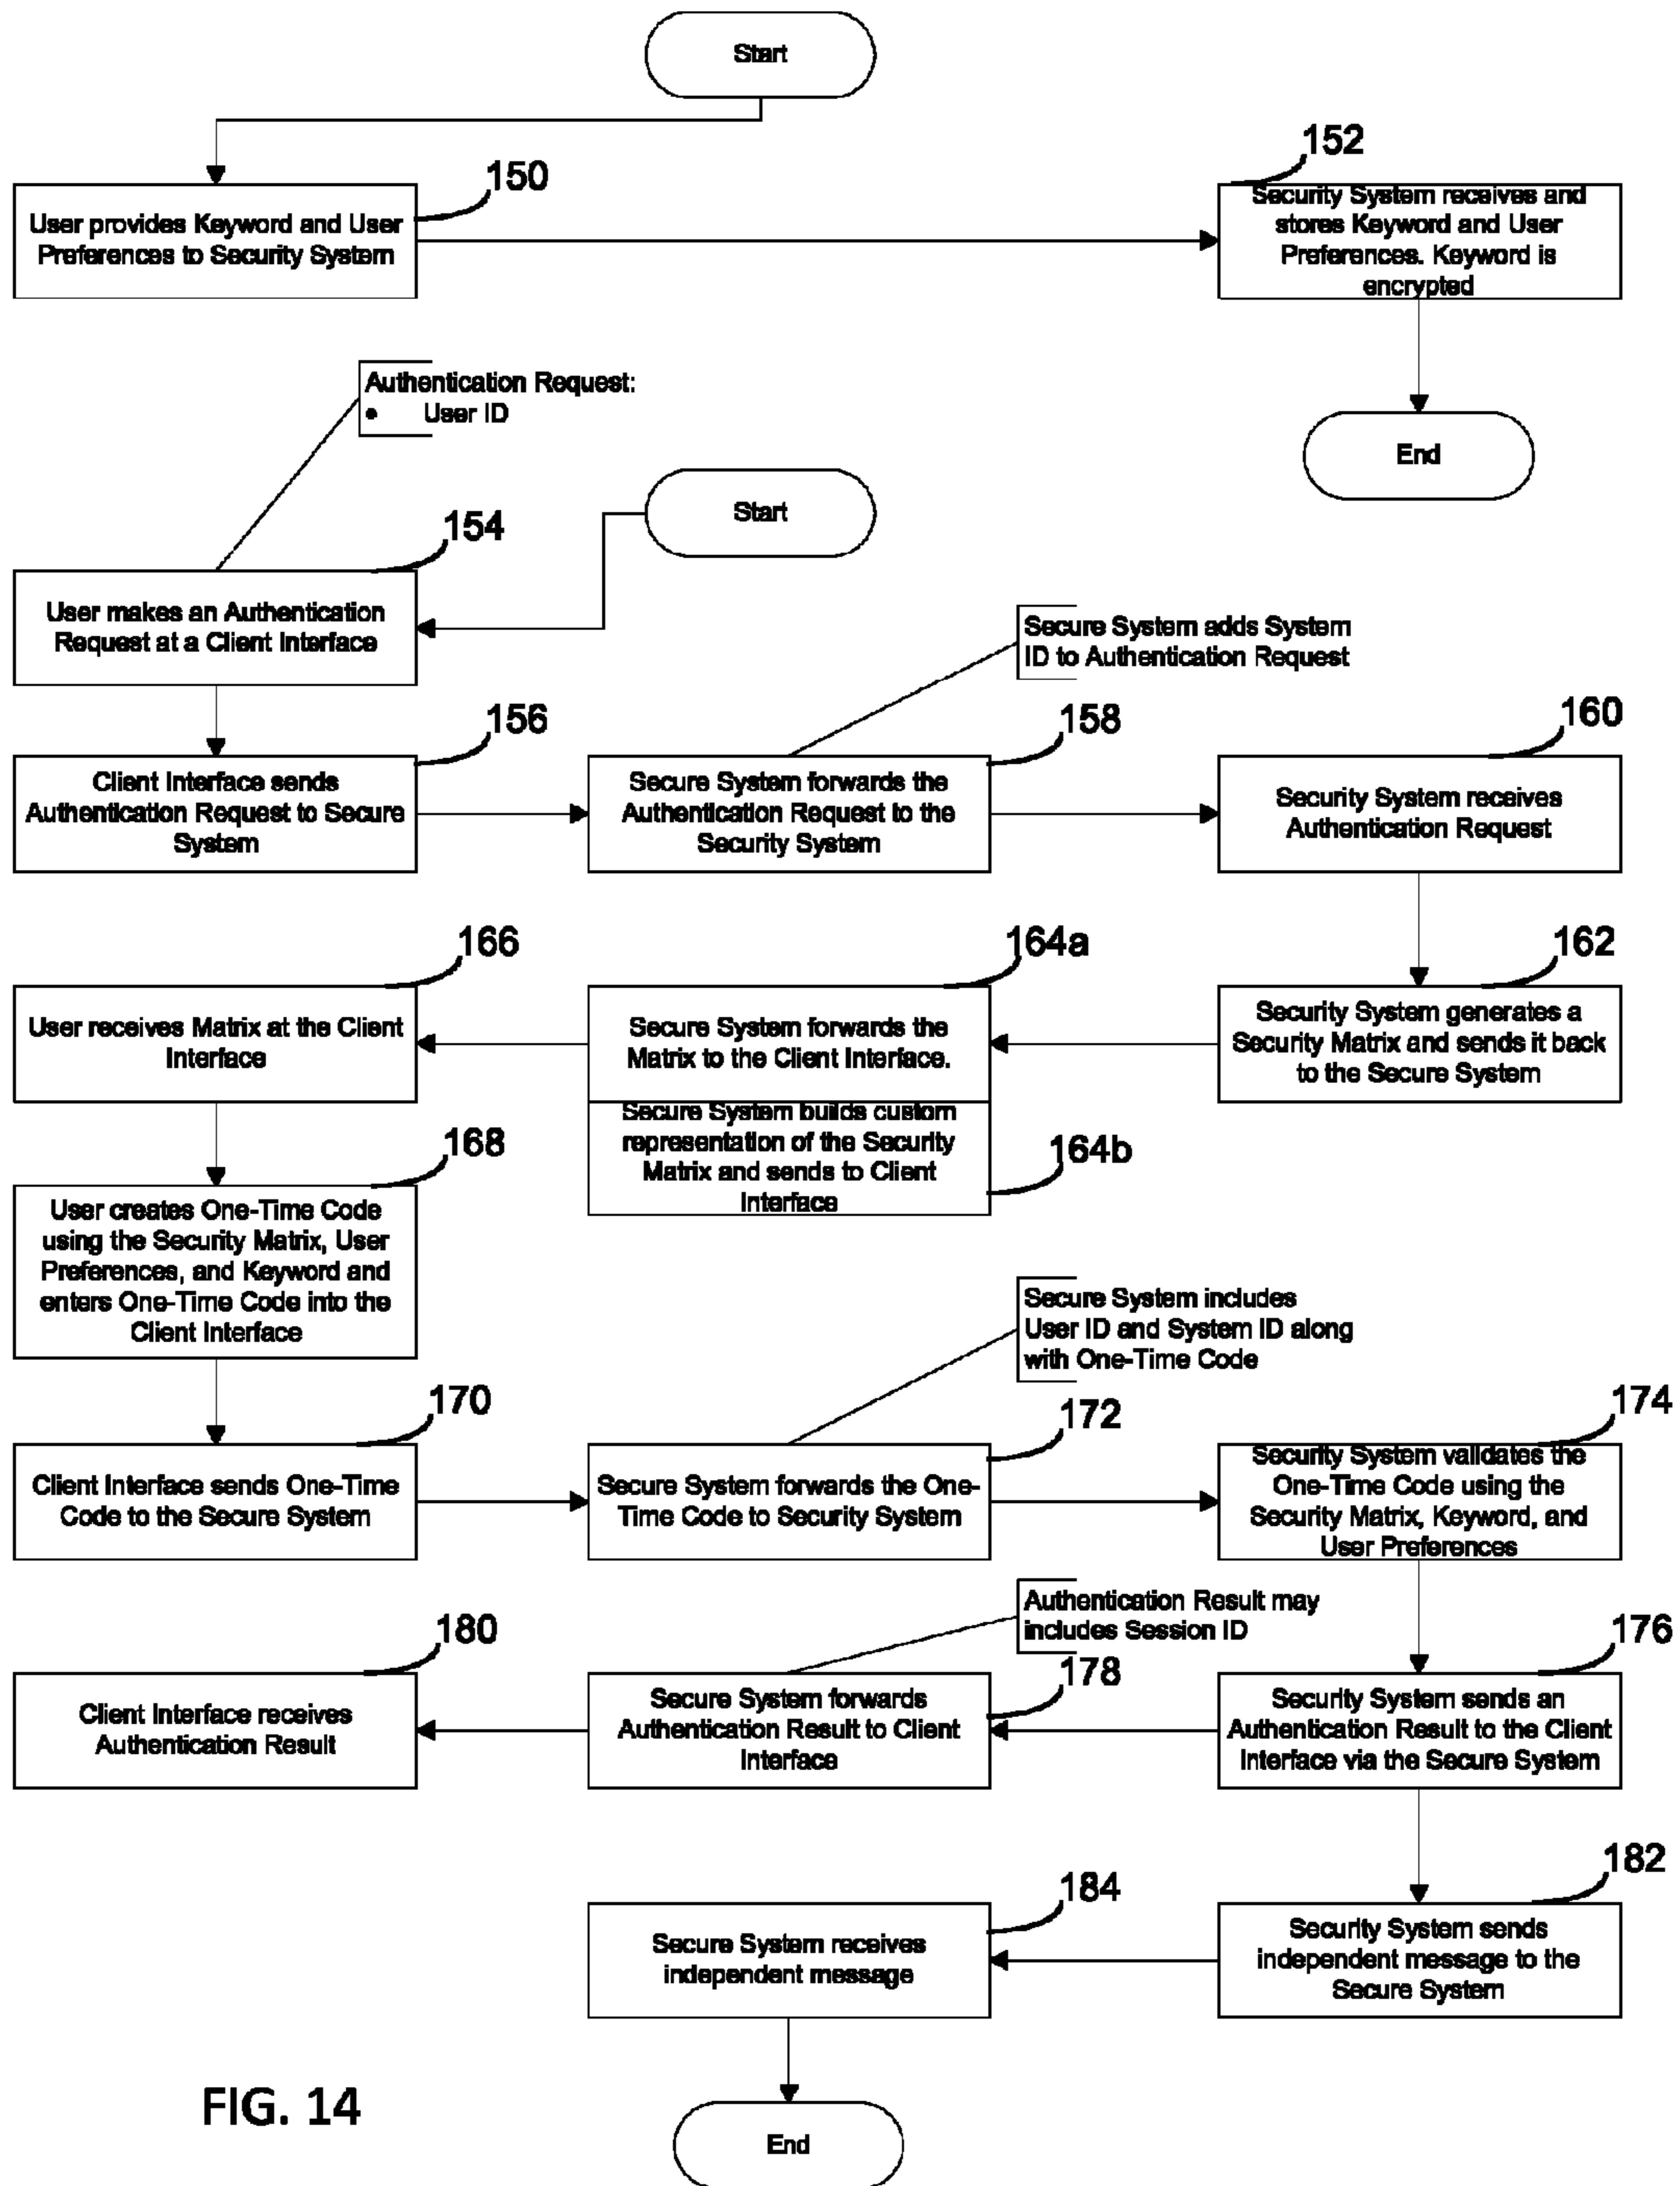 Start
150
User provides Keyword and User
Preferences to Security System
152
Security System receives and
stores Keyword and User
Preferences. Keyword is
encrypted
End
Authentication Request:
• User ID
Start
154
User makes an Authentication
Request at a Client Interface
Secure System adds System
ID to Authentication Request
156
Client Interface sends
Authentication Request to Secure
System
158
Secure System forwards the
Authentication Request to the
Security System
160
Security System receives
Authentication Request
162
Security System generates a
Security Matrix and sends it back
to the Secure System
164a
Secure System forwards the
Matrix to the Client Interface.
Secure System builds custom
representation of the Security
Matrix and sends to Client
Interface
164b
166
User receives Matrix at the Client
Interface
168
User creates One-Time Code
using the Security Matrix, User
Preferences, and Keyword and
enters One-Time Code into the
Client Interface
Secure System includes
User ID and System ID along
with One-Time Code
170
Client Interface sends One-Time
Code to the Secure System
172
Secure System forwards the One-
Time Code to Security System
174
Security System validates the
One-Time Code using the
Security Matrix, Keyword, and
User Preferences
Authentication Result may
includes Session ID
176
Security System sends an
Authentication Result to the Client
Interface via the Secure System
178
Secure System forwards
Authentication Result to Client
Interface
180
Client Interface receives
Authentication Result
182
Security System sends
independent message to the
Secure System
184
Secure System receives
independent message
End
FIG. 14